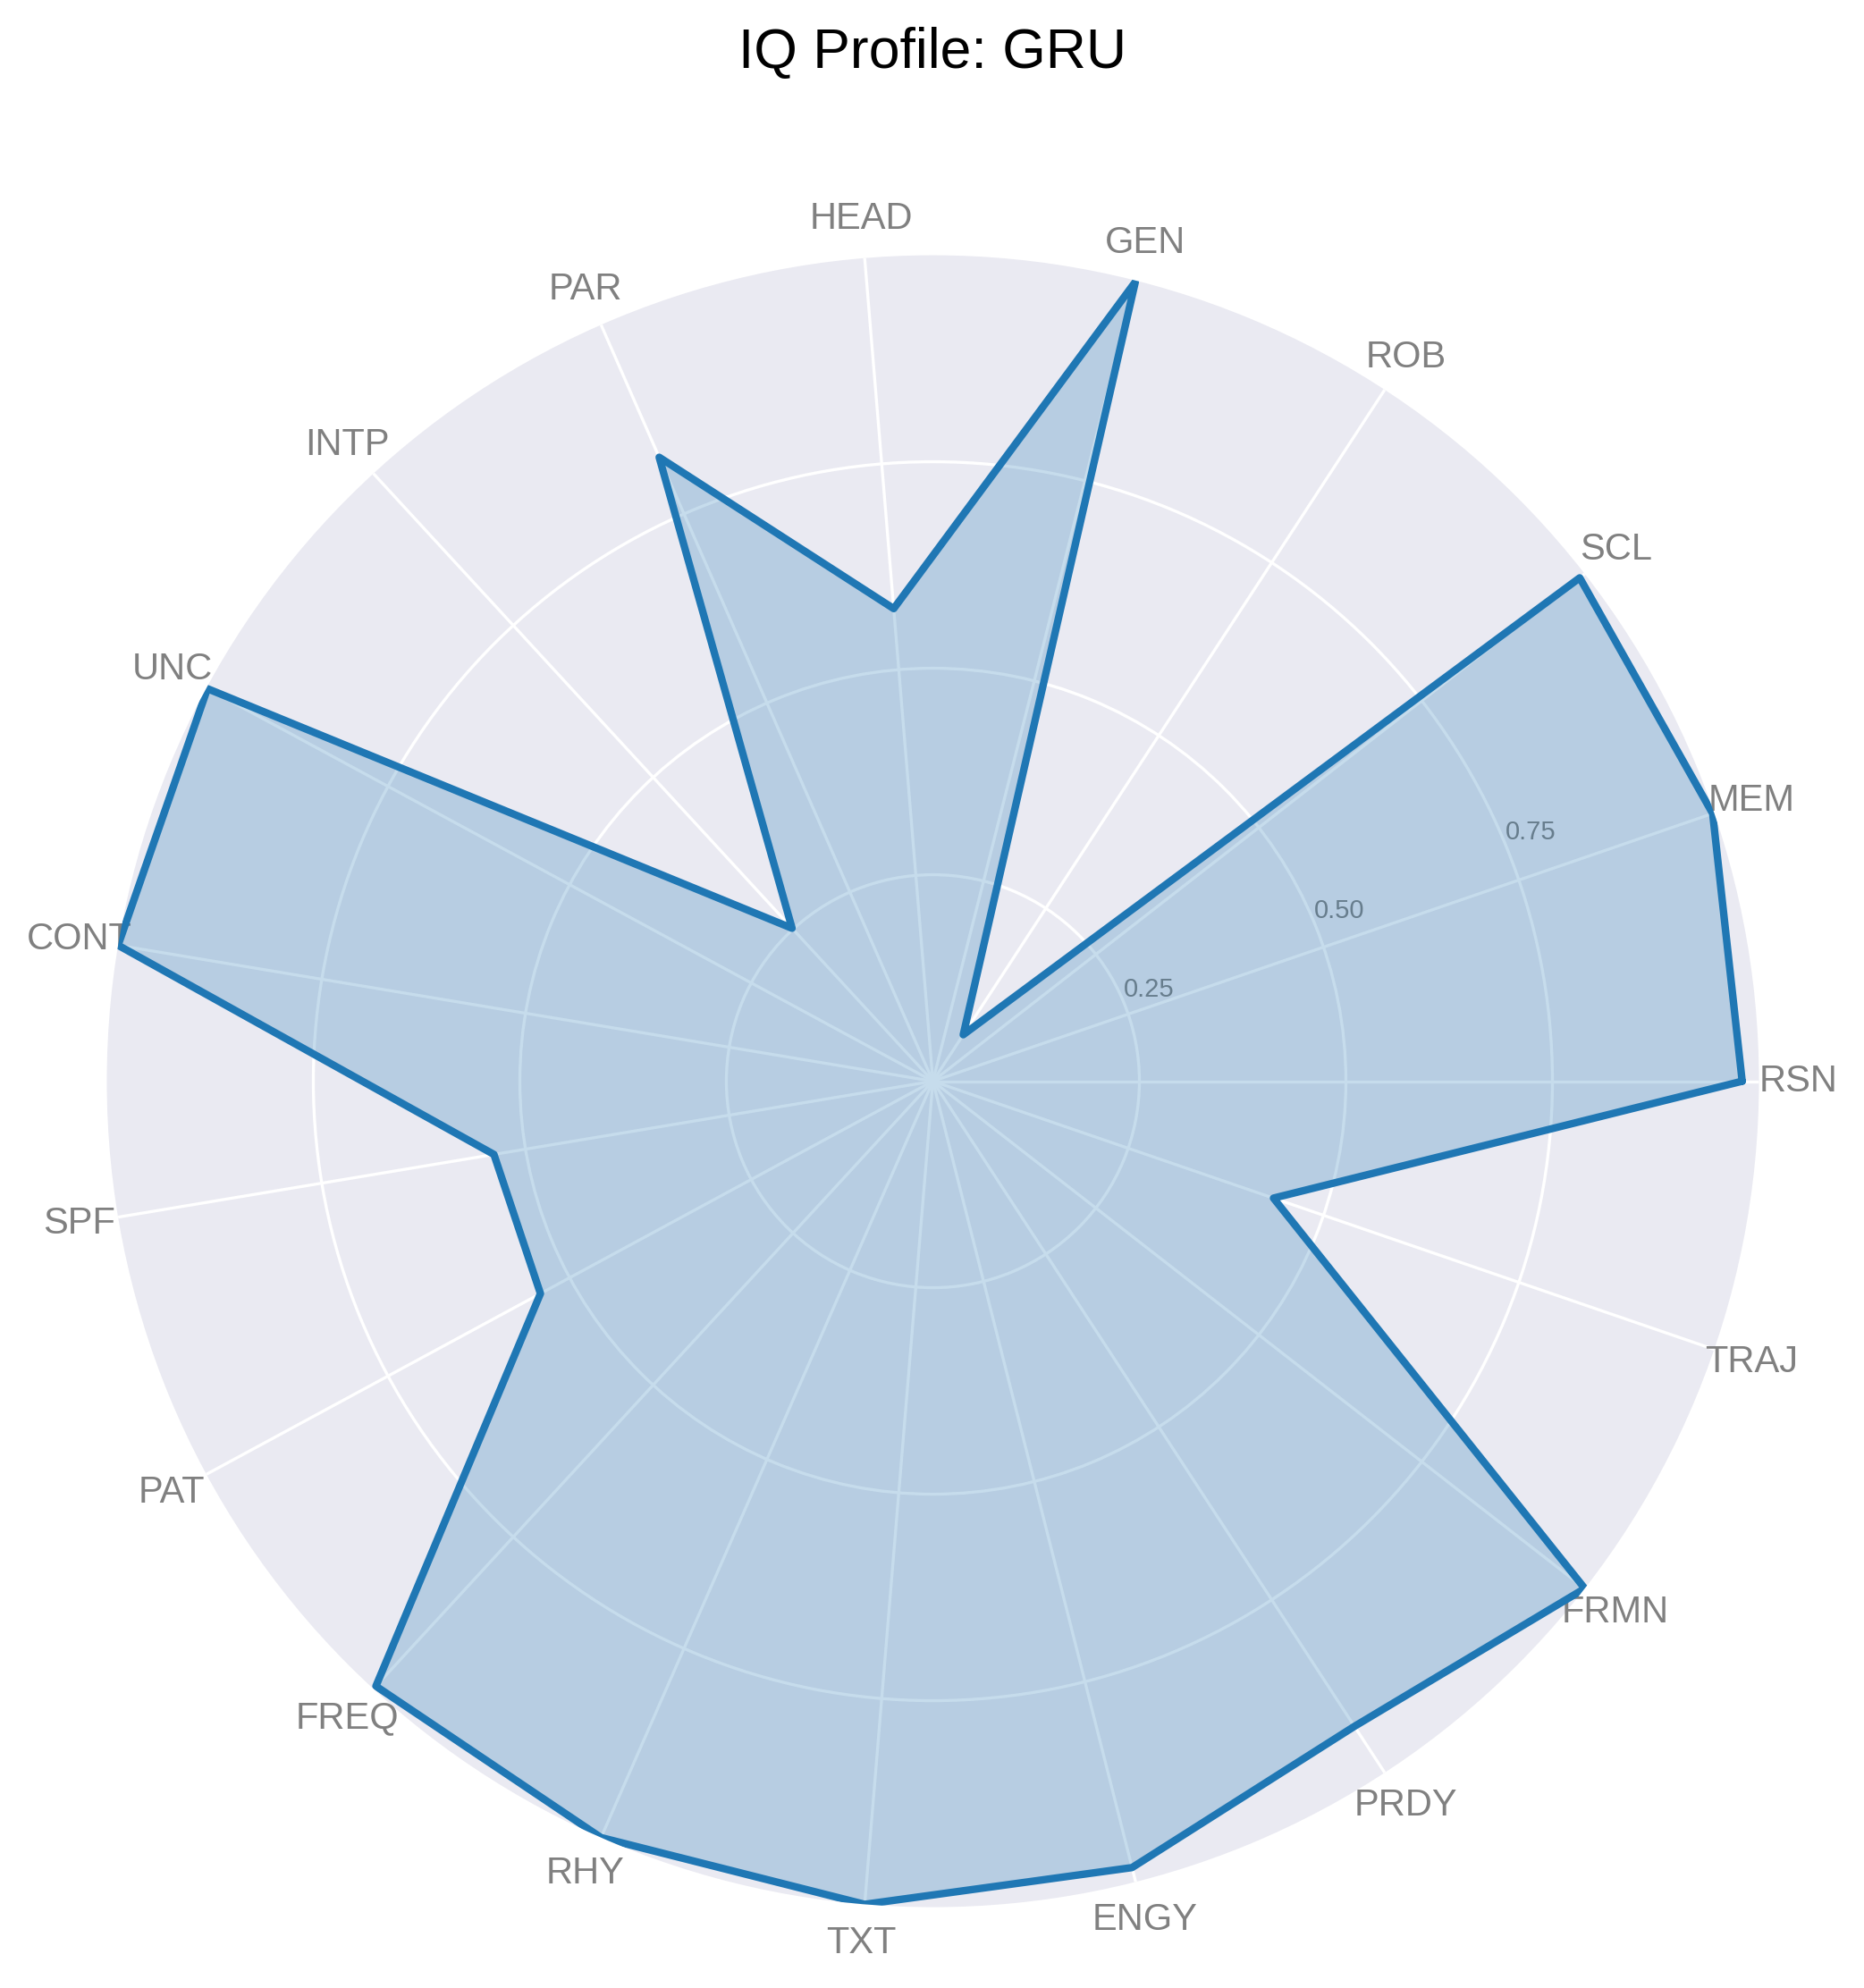 IQ Profile: GRU
HEAD
GEN
PAR
ROB
INTP
SCL
UNC
MEM
0.75
0.50
CONT
0.25
RSN
SPF
TRAJ
PAT
FRMN
FREQ
PRDY
RHY
ENGY
TXT